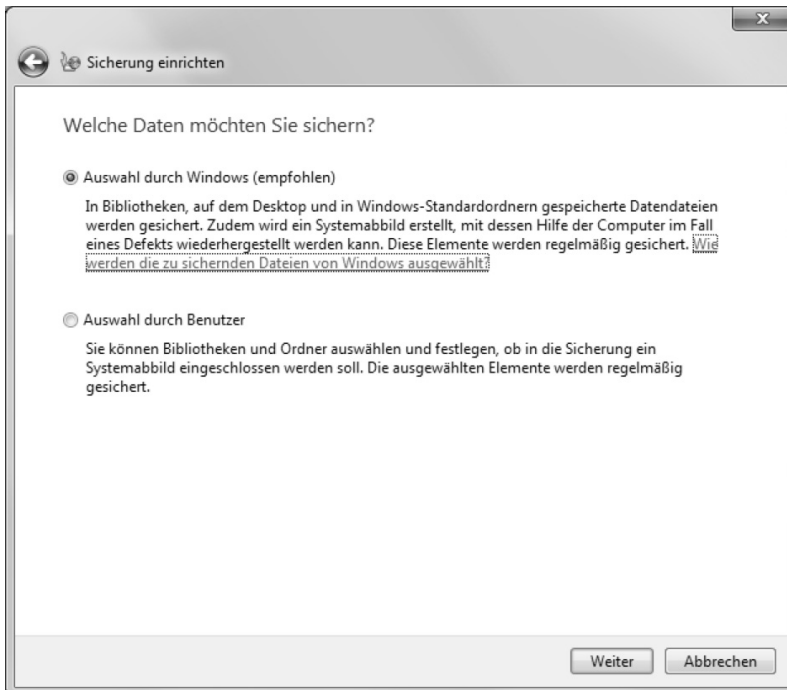 Sicherung einrichten
Welche Daten möchten Sie sichern?
Auswahl durch Windows (empfohlen)
In Bibliotheken, auf dem Desktop und in Windows-Standardordnern gespeicherte Datendateien
werden gesichert. Zudem wird ein Systemabbild erstellt, mit dessen Hilfe der Computer im Fall
eines Defekts wiederhergestellt werden kann. Diese Elemente werden regelmäßig gesichert. Wie
werden die zu sichernden Dateien von Windows ausgewählt?
Auswahl durch Benutzer
Sie können Bibliotheken und Ordner auswählen und festlegen, ob in die Sicherung ein
Systemabbild eingeschlossen werden soll. Die ausgewählten Elemente werden regelmäßig
gesichert.
Weiter Abbrechen